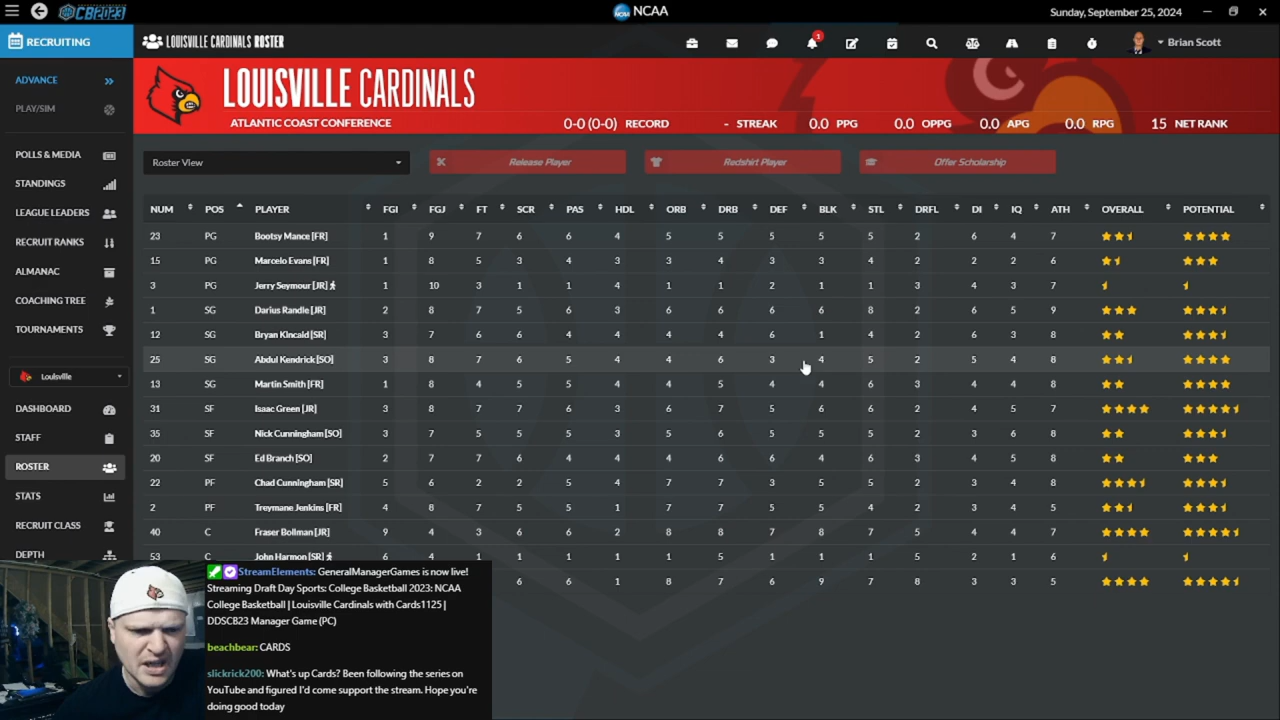 CB2023
NCAA
Sunday, September 25, 2024
RECRUITING
LOUISVILLE CARDINALS ROSTER
1
Brian Scott
ADVANCE
PLAY/SIM
POLLS & MEDIA
STANDINGS
LEAGUE LEADERS
RECRUIT RANKS
ALMANAC
COACHING TREE
TOURNAMENTS
Louisville
DASHBOARD
STAFF
ROSTER
STATS
RECRUIT CLASS
DEPTH
LOUISVILLE CARDINALS
ATLANTIC COAST CONFERENCE
0-0 (0-0) RECORD - STREAK 0.0 PPG 0.0 OPPG 0.0 APG 0.0 RPG 15 NET RANK
Roster View Release Player Redshirt Player Offer Scholarship
NUM POS PLAYER FGI FGJ FT SCR PAS HDL ORB DRB DEF BLK STL DRFL DI IQ ATH OVERALL POTENTIAL
23 PG Bootsy Mance [FR] 1 9 7 6 6 4 5 5 5 5 5 2 6 4 7
15 PG Marcelo Evans [FR] 1 8 5 3 4 3 3 4 3 3 4 2 2 2 6
3 PG Jerry Seymour [JR] 1 10 3 1 1 4 1 1 2 1 1 3 4 3 7
1 SG Darius Randle [JR] 2 8 7 5 6 3 6 6 6 6 8 2 6 5 9
12 SG Bryan Kincaid [SR] 3 7 6 6 4 4 4 4 6 1 4 2 6 3 8
25 SG Abdul Kendrick [SO] 3 8 7 6 5 4 4 6 3 4 5 2 5 4 8
13 SG Martin Smith [FR] 1 8 4 5 5 4 4 5 4 4 6 3 4 4 8
31 SF Isaac Green [JR] 3 8 7 7 6 3 6 7 5 6 6 2 4 5 7
35 SF Nick Cunningham [SO] 3 7 5 5 5 3 5 6 5 5 5 2 3 6 8
20 SF Ed Branch [SO] 2 7 7 6 4 4 4 6 6 4 6 3 4 5 8
22 PF Chad Cunningham [SR] 5 6 2 2 5 4 7 7 3 5 5 2 3 4 8
2 PF Treymane Jenkins [FR] 4 8 7 5 5 1 7 7 5 5 4 2 3 4 7
40 C Fraser Bollman [JR] 9 4 3 6 6 2 8 8 7 8 7 5 4 4 7
53 C John Harmon [SR] 6 4 1 1 1 1 1 5 1 1 1 5 2 1 6
6 6 1 8 7 6 9 7 8 3 3 5
StreamElements: GeneralManagerGames is now live!
Streaming Draft Day Sports: College Basketball 2023: NCAA
College Basketball | Louisville Cardinals with Cards1125 |
DDSCB23 Manager Game (PC)
beachbear: CARDS
slickrick200: What's up Cards? Been following the series on
YouTube and figured I'd come support the stream. Hope you're
doing good today